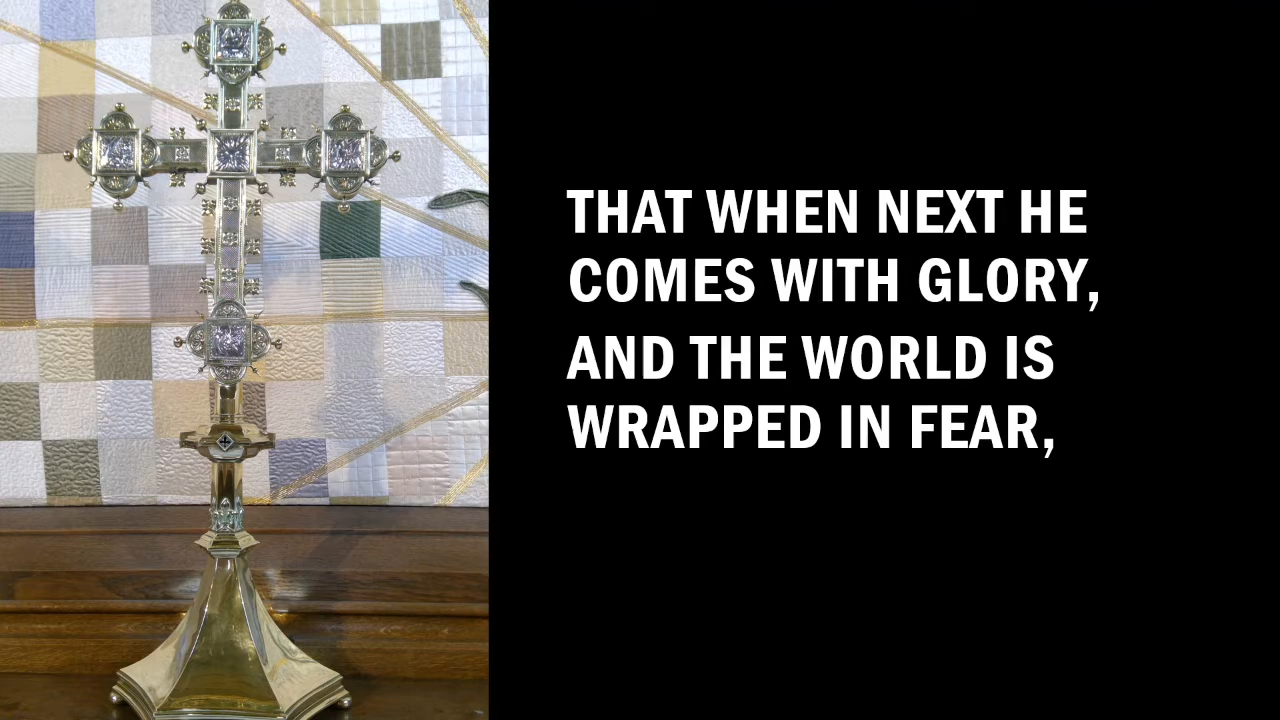 THAT WHEN NEXT HE
COMES WITH GLORY,
AND THE WORLD IS
WRAPPED IN FEAR,